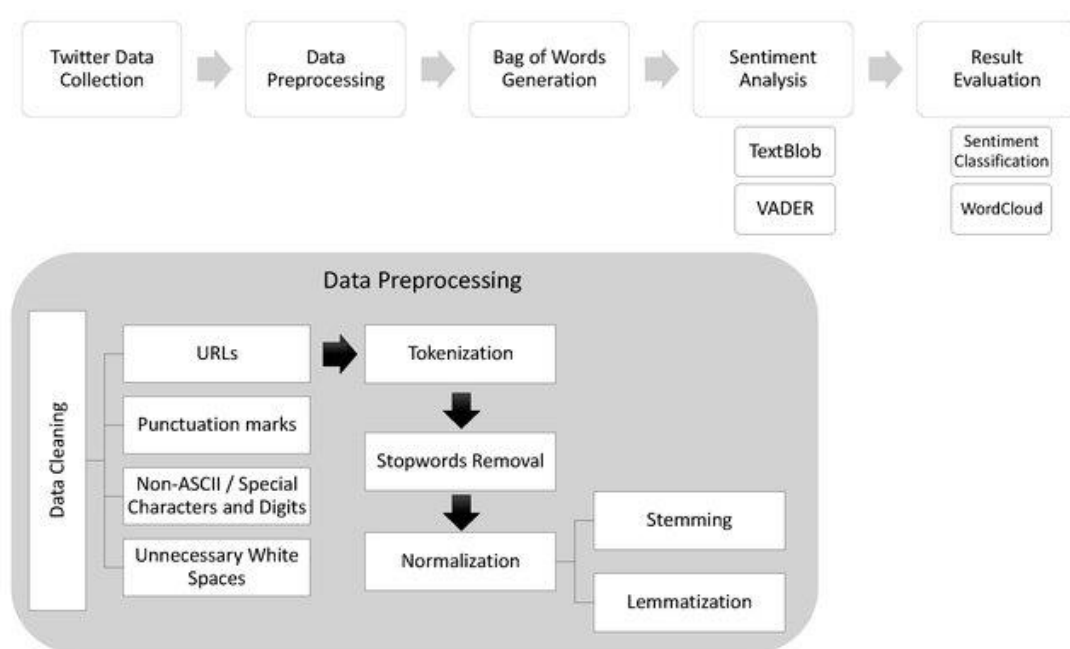 Twitter Data
Collection
Data
Preprocessing
Bag of Words
Generation
Sentiment
Analysis
Result
Evaluation
TextBlob
VADER
Sentiment
Classification
WordCloud
Data Preprocessing
Data Cleaning
URLs
Punctuation marks
Non-ASCII / Special
Characters and Digits
Unnecessary White
Spaces
Tokenization
Stopwords Removal
Normalization
Stemming
Lemmatization